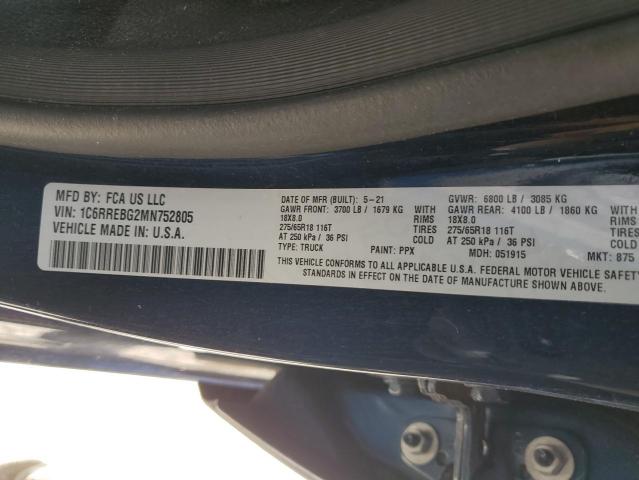 MFD BY: FCA US LLC
VIN: 1C6RREBG2MN752805
VEHICLE MADE IN: U.S.A.
DATE OF MFR (BUILT): 5-21
GAWR FRONT: 3700 LB / 1679 KG WITH
18X8.0 RIMS
275/65R18 116T TIRES
AT 250 kPa / 36 PSI COLD
TYPE: TRUCK PAINT: PPX
GVWR: 6800 LB / 3085 KG
GAWR REAR: 4100 LB / 1860 KG WITH
18X8.0 RIMS
275/65R18 116T TIRES
AT 250 kPa / 36 PSI COLD
MDH: 051915 MKT: 875
THIS VEHICLE CONFORMS TO ALL APPLICABLE U.S.A. FEDERAL MOTOR VEHICLE SAFETY
STANDARDS IN EFFECT ON THE DATE OF MANUFACTURE SHOWN ABOVE.